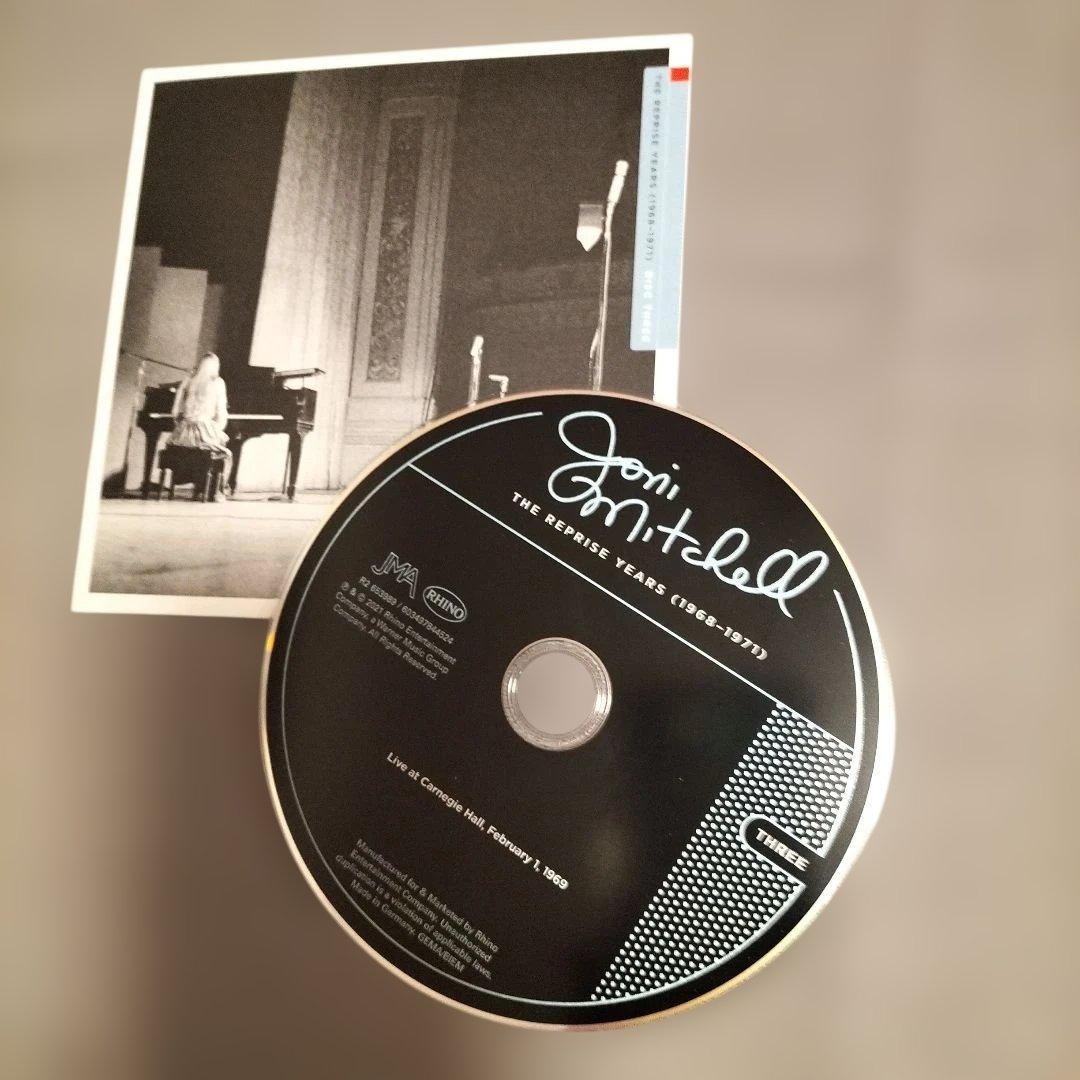 THE REPRISE YEARS (1968–1971) DISC THREE
Joni
Mitchell
THE REPRISE YEARS (1968–1971)
JMA RHINO
R2 653989 / 603497844524
℗ & © 2021 Rhino Entertainment
Company, a Warner Music Group
Company. All Rights Reserved.
THREE
Live at Carnegie Hall, February 1, 1969
Manufactured for & Marketed by Rhino
Entertainment Company. Unauthorized
duplication is a violation of applicable laws.
Made in Germany. GEMA/BIEM